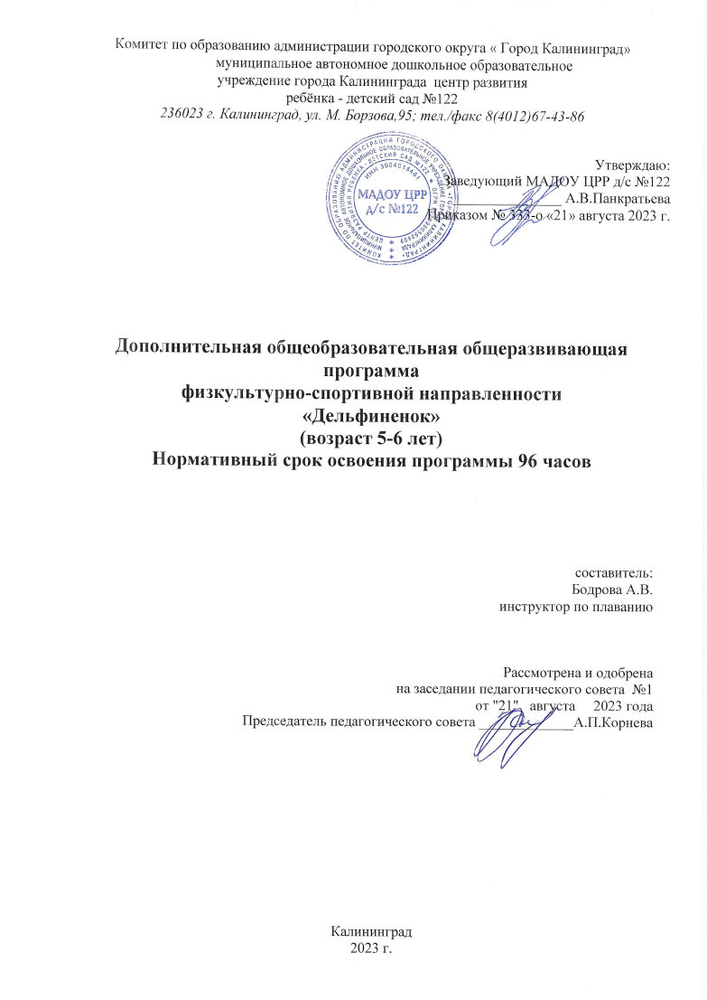 Комитет по образованию администрации городского округа « Город Калининград»
муниципальное автономное дошкольное образовательное
учреждение города Калининграда центр развития
ребёнка - детский сад №122
236023 г. Калининград, ул. М. Борзова,95; тел./факс 8(4012)67-43-86
МАДОУ ЦРР
д/с №122
Утверждаю:
Заведующий МАДОУ ЦРР д/с №122
А.В.Панкратьева
Приказом № 333-о «21» августа 2023 г.
Дополнительная общеобразовательная общеразвивающая
программа
физкультурно-спортивной направленности
«Дельфиненок»
(возраст 5-6 лет)
Нормативный срок освоения программы 96 часов
составитель:
Бодрова А.В.
инструктор по плаванию
Рассмотрена и одобрена
на заседании педагогического совета №1
от "21" августа 2023 года
Председатель педагогического совета ______________А.П.Корнева
Калининград
2023 г.